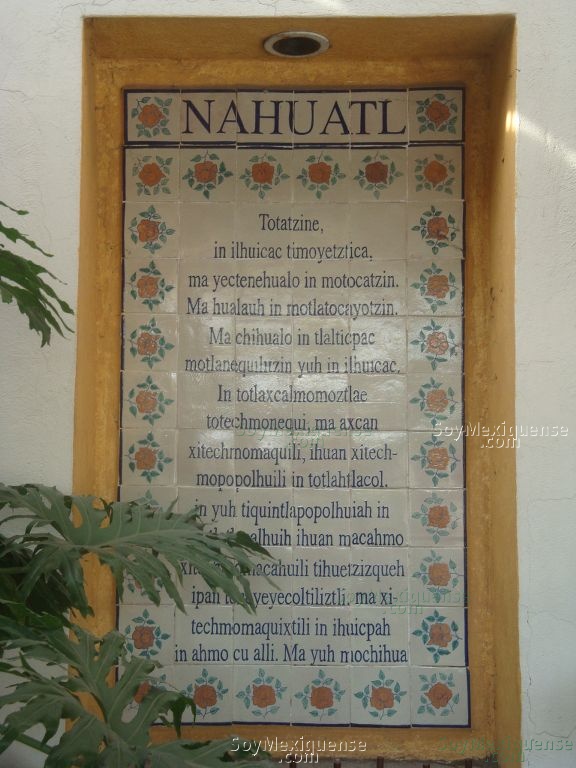 NAHUATL
Totatzine,
in ilhuicac timoyetztica,
ma yectenehualo in motocatzin.
Ma hualauh in motlatocayotzin.
Ma chihualo in tlalticpac
motlanequiliztzin yuh in ilhuicac.
In totlaxcalmomoztlae
totechmonequi, ma axcan
xitechmomaquili, ihuan xitech-
mopopolhuili in totlahtlacol.
in yuh tiquintlapopolhuiah in
ihuan macahmo
tihuetzizqueh
ipan ma xi-
techmomaquixtili in ihuicpah
in ahmo cu alli. Ma yuh mochihua
SoyMexiquense
.com
SoyMexiquense
.com